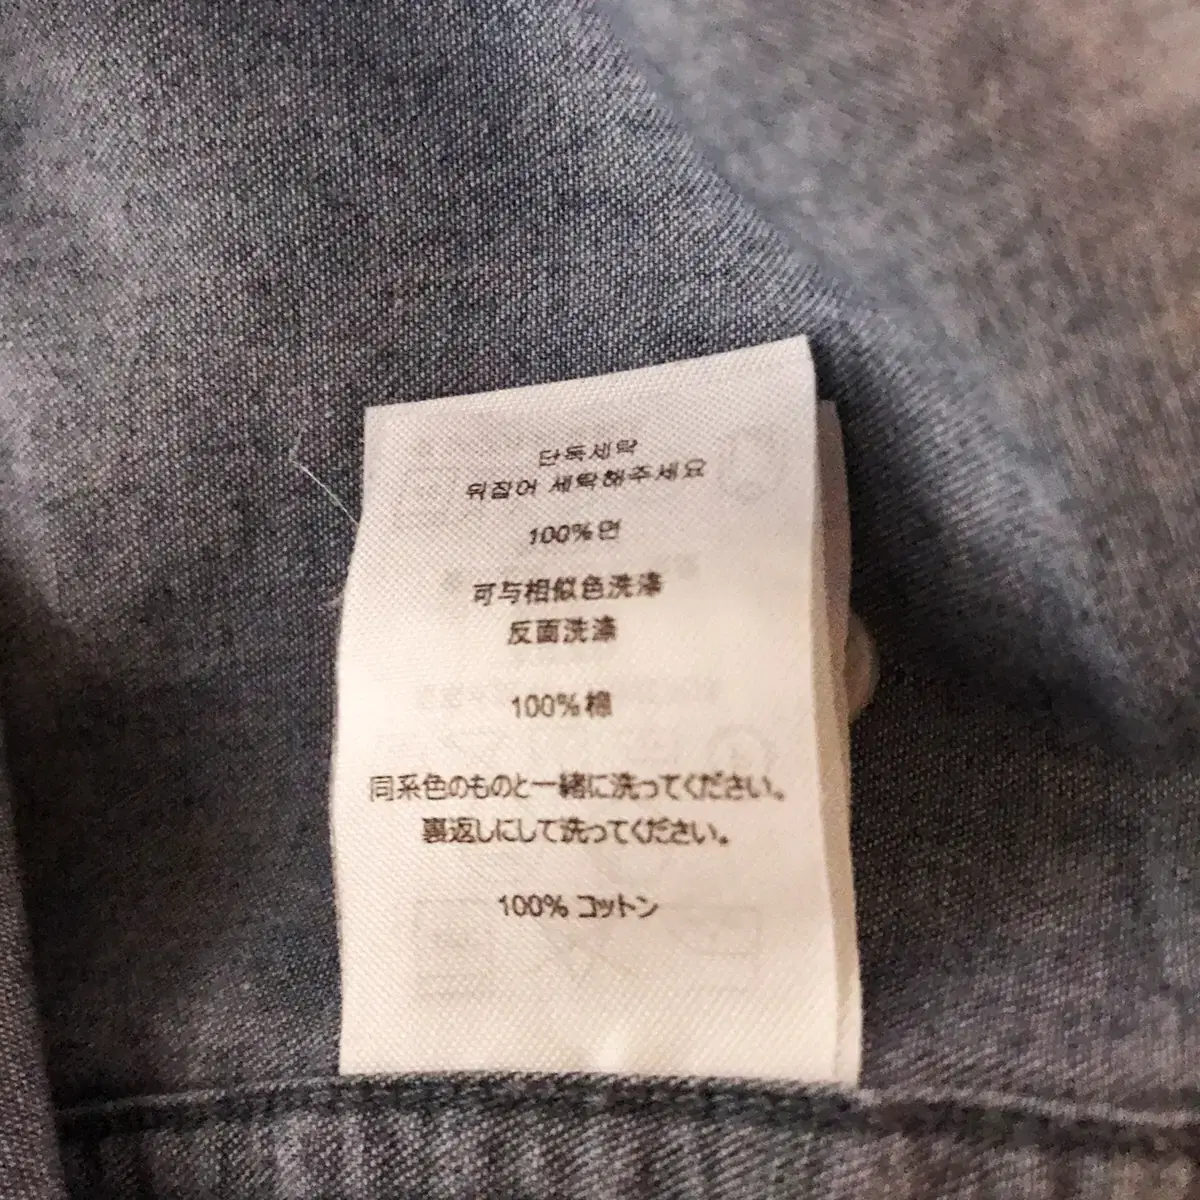 단독세탁
뒤집어 세탁해주세요
100%면
可与相似色洗涤
反面洗涤
100%棉
同系色のものと一緒に洗ってください。
裏返しにして洗ってください。
100% コットン